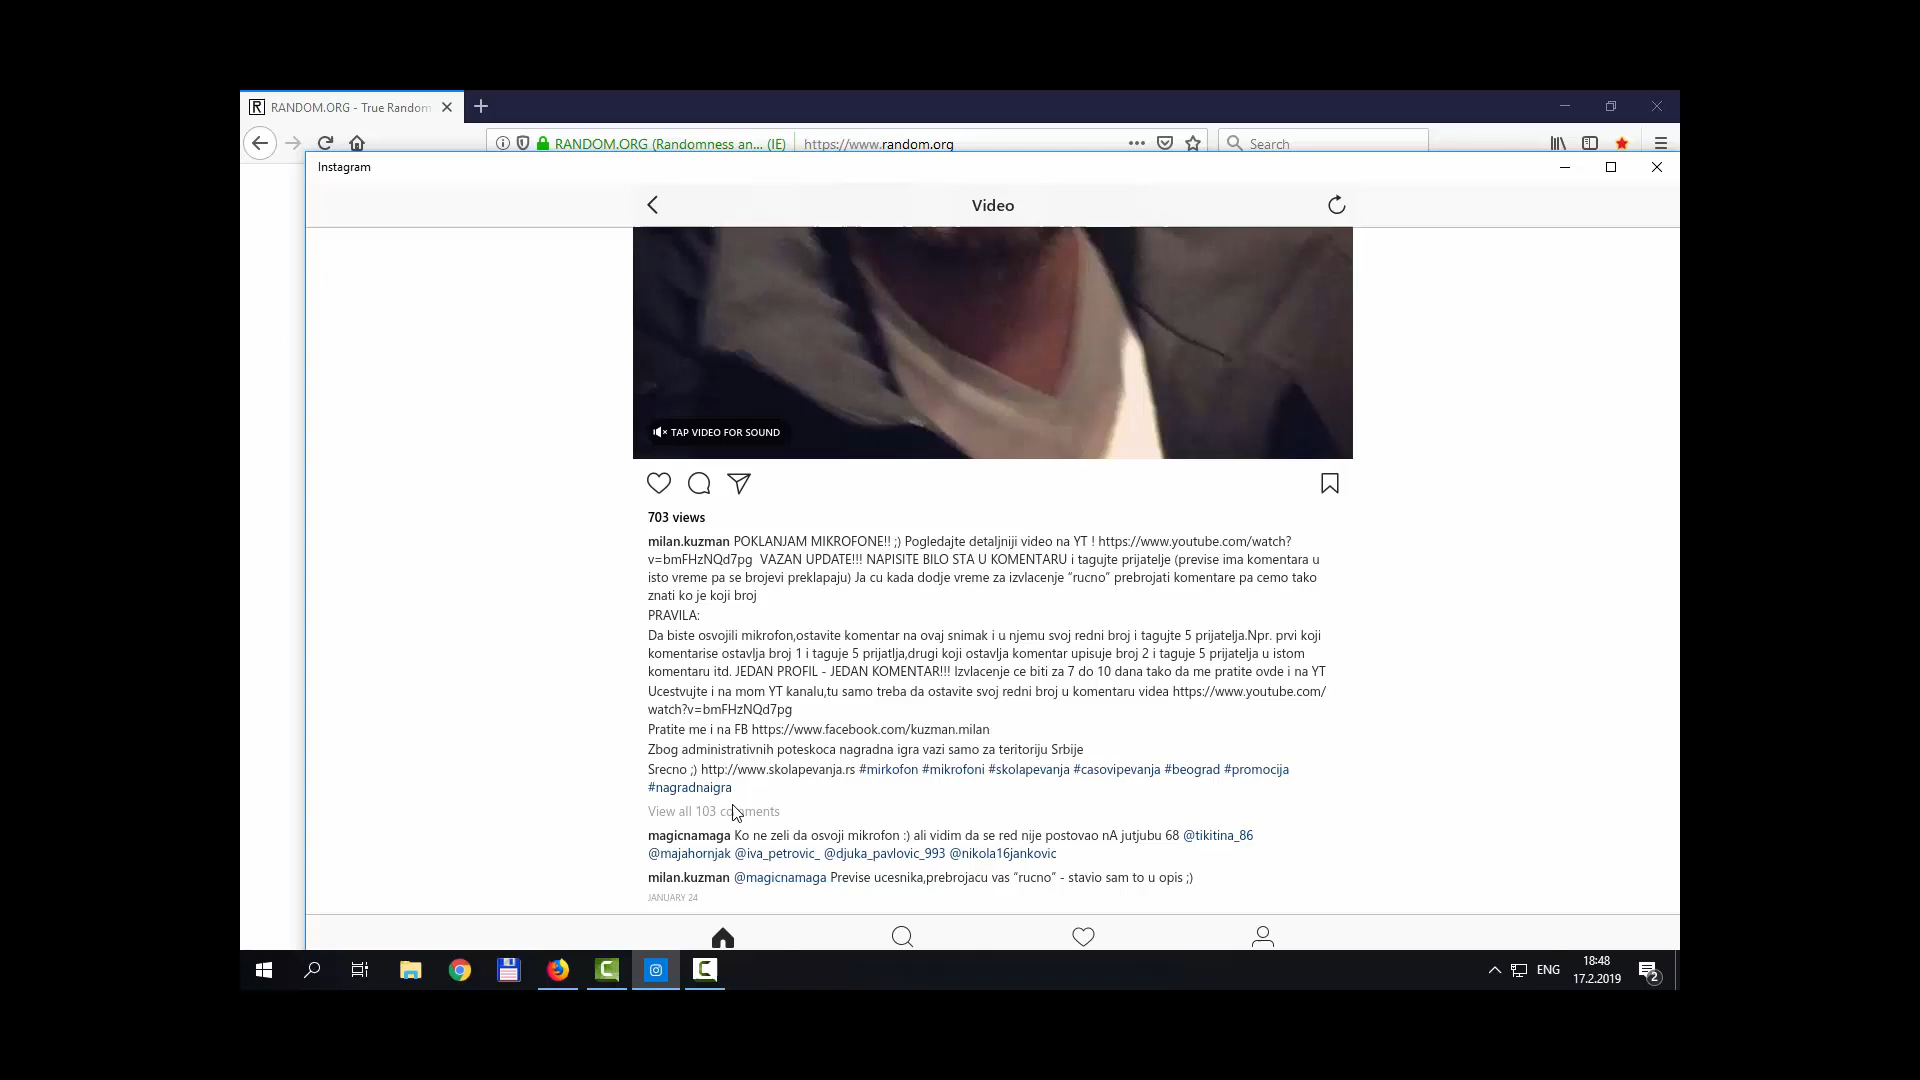 RANDOM.ORG - True Random
RANDOM.ORG (Randomness an... (IE)
https://www.random.org
Search
Instagram
Video
TAP VIDEO FOR SOUND
703 views
milan.kuzman POKLANJAM MIKROFONE!! ;) Pogledajte detaljniji video na YT ! https://www.youtube.com/watch?
v=bmFHzNQd7pg  VAZAN UPDATE!!! NAPISITE BILO STA U KOMENTARU i tagujte prijatelje (previse ima komentara u
isto vreme pa se brojevi preklapaju) Ja cu kada dodje vreme za izvlacenje “rucno” prebrojati komentare pa cemo tako
znati ko je koji broj
PRAVILA:
Da biste osvojili mikrofon,ostavite komentar na ovaj snimak i u njemu svoj redni broj i tagujte 5 prijatelja.Npr. prvi koji
komentarise ostavlja broj 1 i taguje 5 prijatlja,drugi koji ostavlja komentar upisuje broj 2 i taguje 5 prijatelja u istom
komentaru itd. JEDAN PROFIL - JEDAN KOMENTAR!!! Izvlacenje ce biti za 7 do 10 dana tako da me pratite ovde i na YT
Ucestvujte i na mom YT kanalu,tu samo treba da ostavite svoj redni broj u komentaru videa https://www.youtube.com/
watch?v=bmFHzNQd7pg
Pratite me i na FB https://www.facebook.com/kuzman.milan
Zbog administrativnih poteskoca nagradna igra vazi samo za teritoriju Srbije
Srecno ;) http://www.skolapevanja.rs #mirkofon #mikrofoni #skolapevanja #casovipevanja #beograd #promocija
#nagradnaigra
View all 103 comments
magicnamaga Ko ne zeli da osvoji mikrofon :) ali vidim da se red nije postovao nA jutjubu 68 @tikitina_86
@majahornjak @iva_petrovic_ @djuka_pavlovic_993 @nikola16jankovic
milan.kuzman @magicnamaga Previse ucesnika,prebrojacu vas “rucno” - stavio sam to u opis ;)
JANUARY 24
ENG
18:48
17.2.2019
2